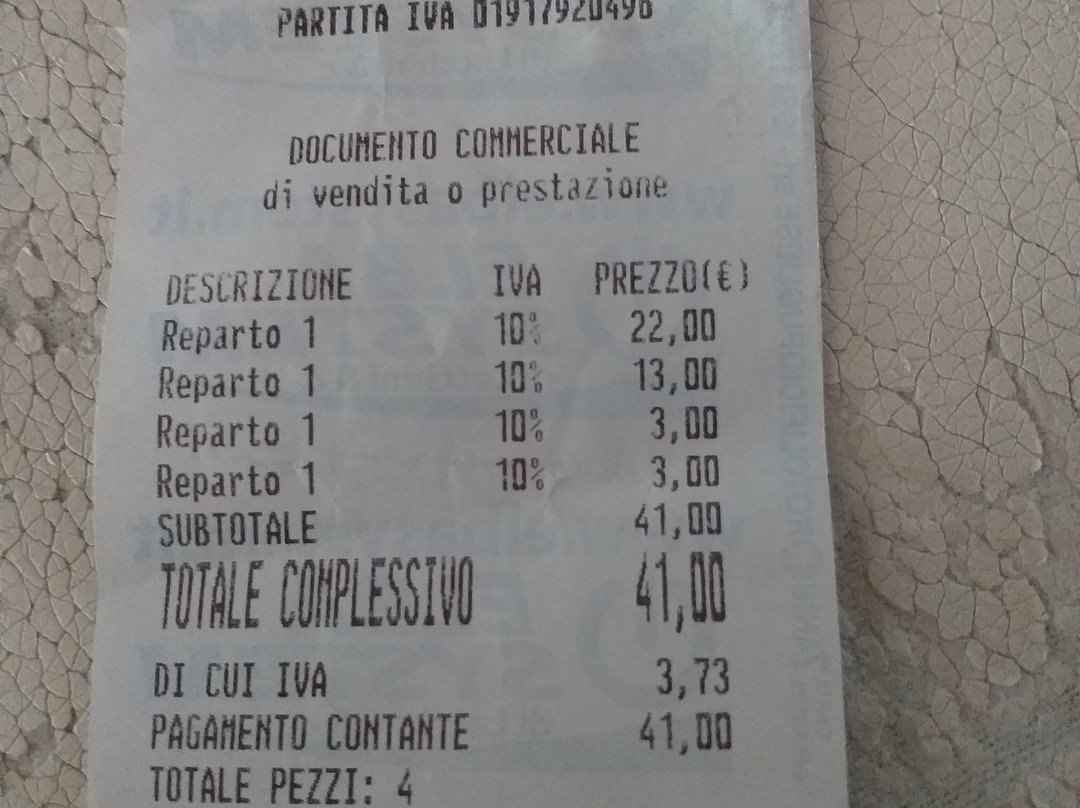 PARTITA IVA 01917920496
DOCUMENTO COMMERCIALE
di vendita o prestazione
DESCRIZIONE IVA PREZZO(€)
Reparto 1 10% 22,00
Reparto 1 10% 13,00
Reparto 1 10% 3,00
Reparto 1 10% 3,00
SUBTOTALE 41,00
TOTALE COMPLESSIVO 41,00
DI CUI IVA 3,73
PAGAMENTO CONTANTE 41,00
TOTALE PEZZI: 4